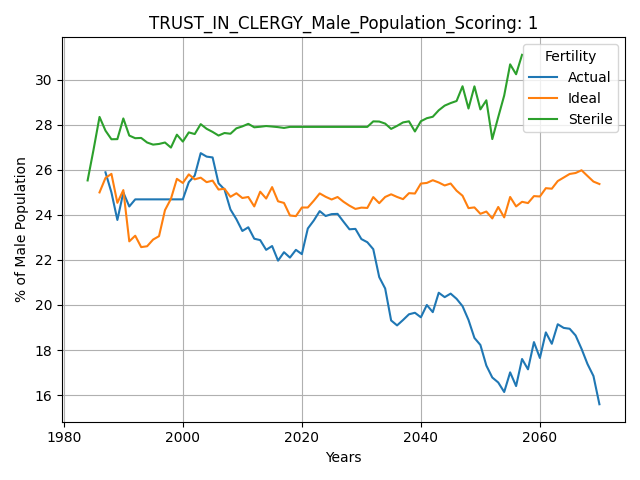 TRUST_IN_CLERGY_Male_Population_Scoring: 1
Fertility
Actual
Ideal
Sterile
% of Male Population
30
28
26
24
22
20
18
16
1980 2000 2020 2040 2060
Years